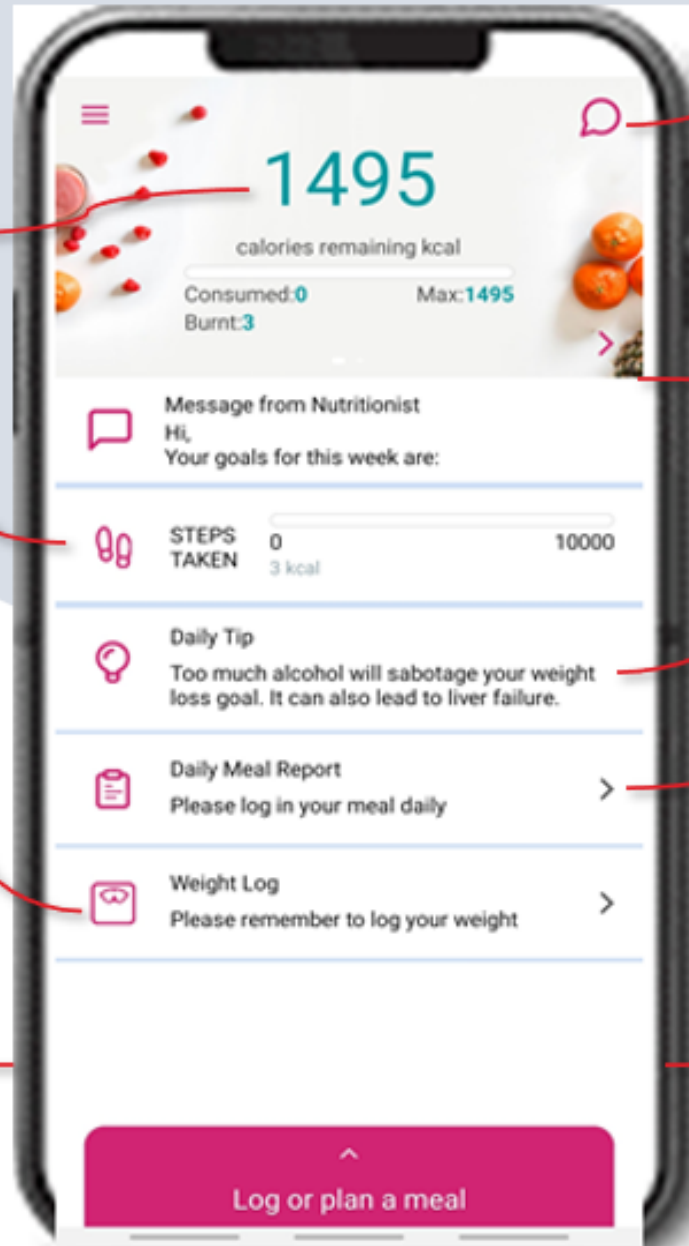 1495
calories remaining kcal
Consumed:0 Max:1495
Burnt:3
Message from Nutritionist
Hi,
Your goals for this week are:
STEPS
TAKEN
0 10000
3 kcal
Daily Tip
Too much alcohol will sabotage your weight
loss goal. It can also lead to liver failure.
Daily Meal Report
Please log in your meal daily
Weight Log
Please remember to log your weight
Log or plan a meal